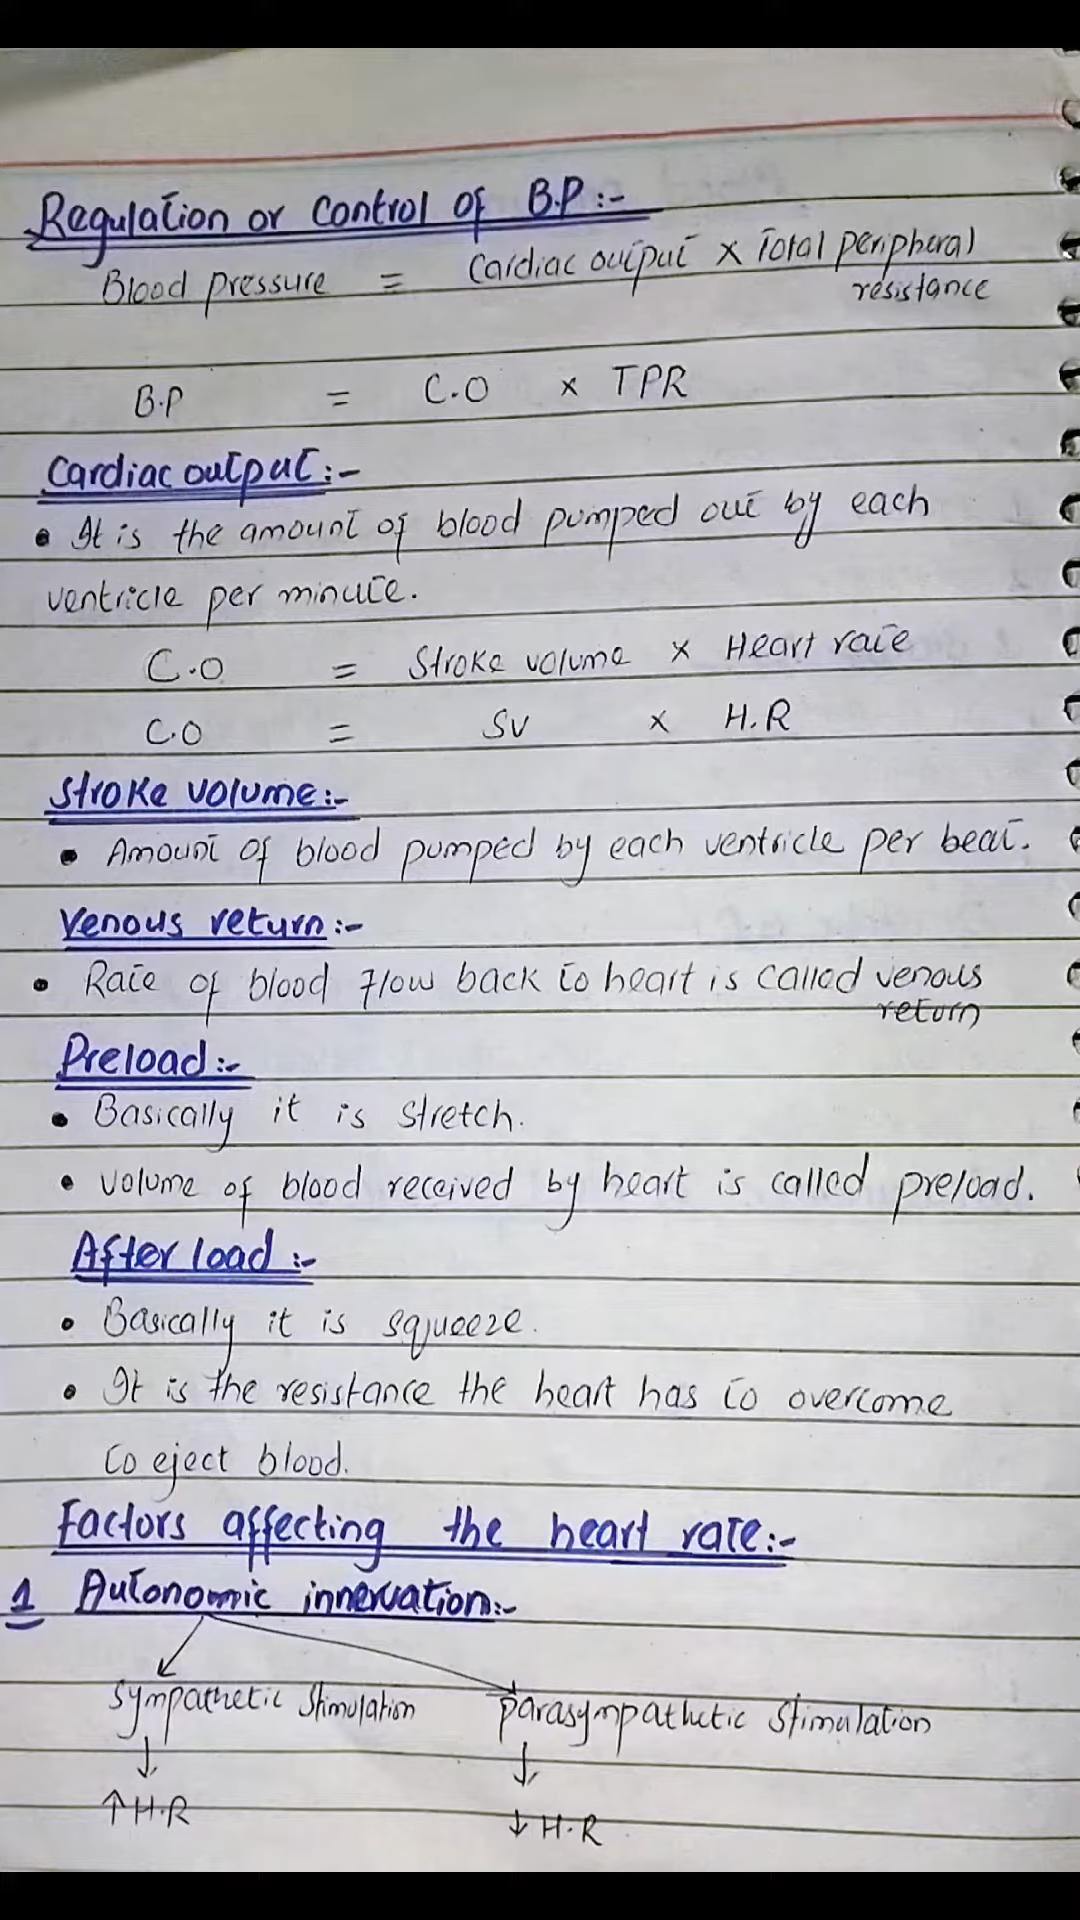 Regulation or control of B.P:-
Blood pressure = Cardiac output × Total peripheral
resistance
B.P = C.O × TPR
Cardiac output:-
• It is the amount of blood pumped out by each
ventricle per minute.
C.O = Stroke volume × Heart rate
C.O = SV × H.R
Stroke volume:-
• Amount of blood pumped by each ventricle per beat.
Venous return:-
• Rate of blood flow back to heart is called venous
return
Preload:-
• Basically it is stretch.
• volume of blood received by heart is called preload.
After load:-
• Basically it is squeeze.
• It is the resistance the heart has to overcome
to eject blood.
Factors affecting the heart rate:-
1 Autonomic innervation:-
Sympathetic stimulation parasympathetic stimulation
↓ ↓
↑ H.R ↓ H.R